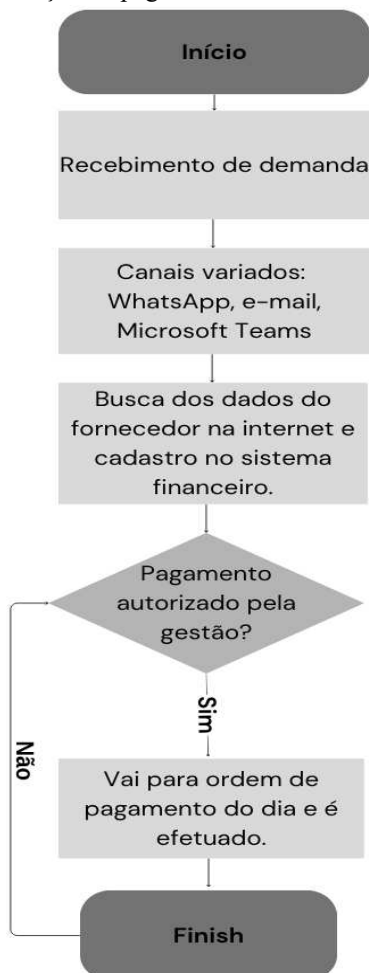 Início
Recebimento de demanda
Canais variados:
WhatsApp, e-mail,
Microsoft Teams
Busca dos dados do
fornecedor na internet e
cadastro no sistema
financeiro.
Pagamento
autorizado pela
gestão?
Sim
Não
Vai para ordem de
pagamento do dia e é
efetuado.
Finish